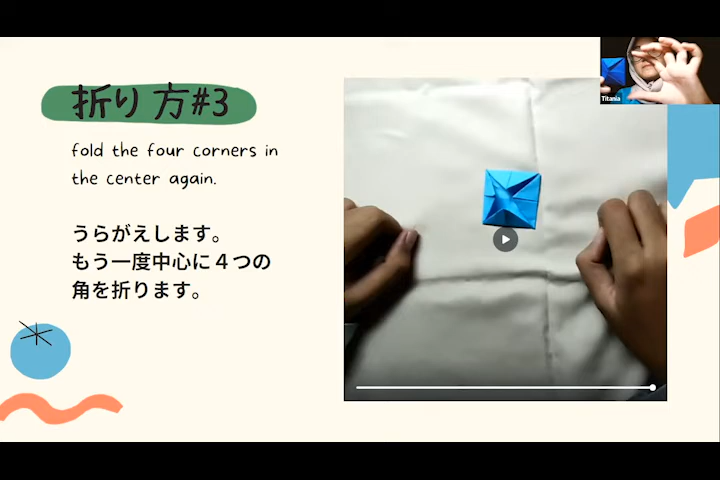 折り方#3
fold the four corners in
the center again.
うらがえします。
もう一度中心に４つの
角を折ります。
Titania